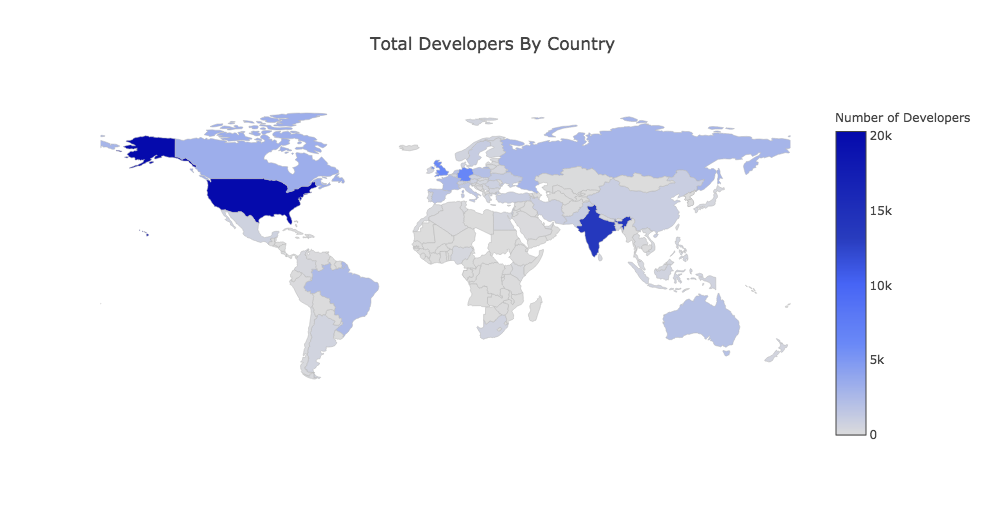 Total Developers By Country
Number of Developers
20k
15k
10k
5k
0